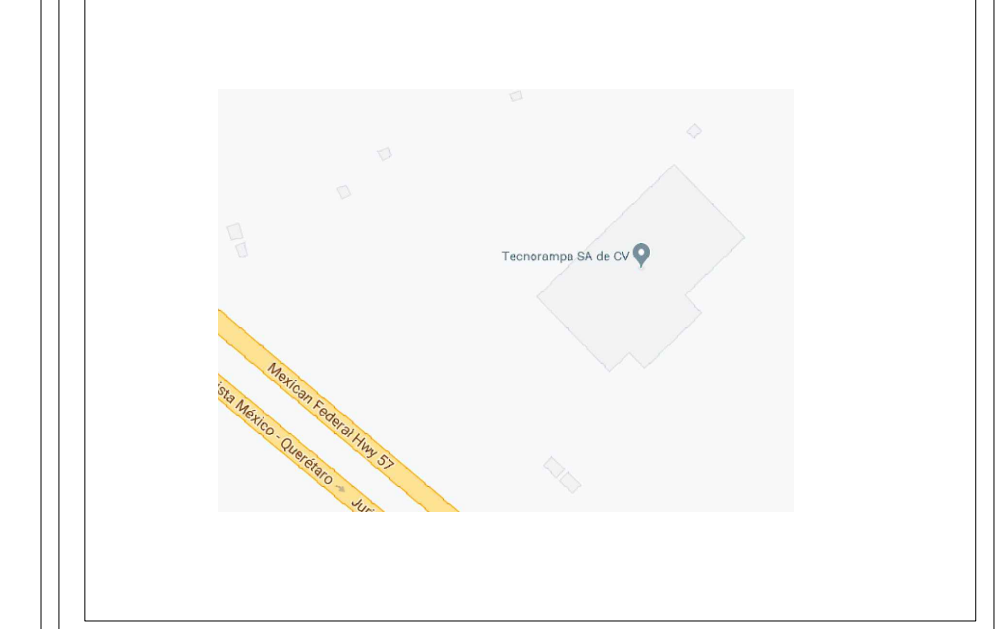 Tecnorampa SA de CV
Mexican Federal Hwy 57
ista México - Querétaro